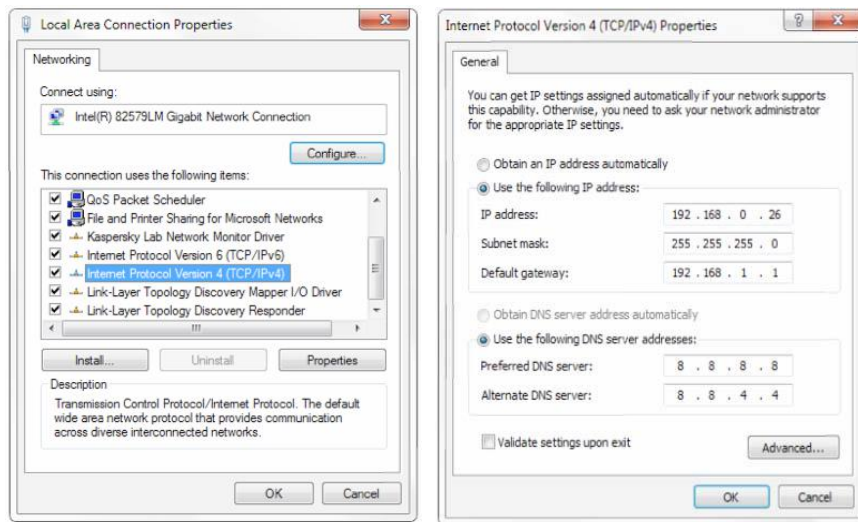 Local Area Connection Properties
Networking
Connect using:
Intel(R) 82579LM Gigabit Network Connection
Configure...
This connection uses the following items:
QoS Packet Scheduler
File and Printer Sharing for Microsoft Networks
Kaspersky Lab Network Monitor Driver
Internet Protocol Version 6 (TCP/IPv6)
Internet Protocol Version 4 (TCP/IPv4)
Link-Layer Topology Discovery Mapper I/O Driver
Link-Layer Topology Discovery Responder
Install...
Uninstall
Properties
Description
Transmission Control Protocol/Internet Protocol. The default
wide area network protocol that provides communication
across diverse interconnected networks.
OK
Cancel
Internet Protocol Version 4 (TCP/IPv4) Properties
General
You can get IP settings assigned automatically if your network supports
this capability. Otherwise, you need to ask your network administrator
for the appropriate IP settings.
Obtain an IP address automatically
Use the following IP address:
IP address: 192 . 168 . 0 . 26
Subnet mask: 255 . 255 . 255 . 0
Default gateway: 192 . 168 . 1 . 1
Obtain DNS server address automatically
Use the following DNS server addresses:
Preferred DNS server: 8 . 8 . 8 . 8
Alternate DNS server: 8 . 8 . 4 . 4
Validate settings upon exit
Advanced...
OK
Cancel